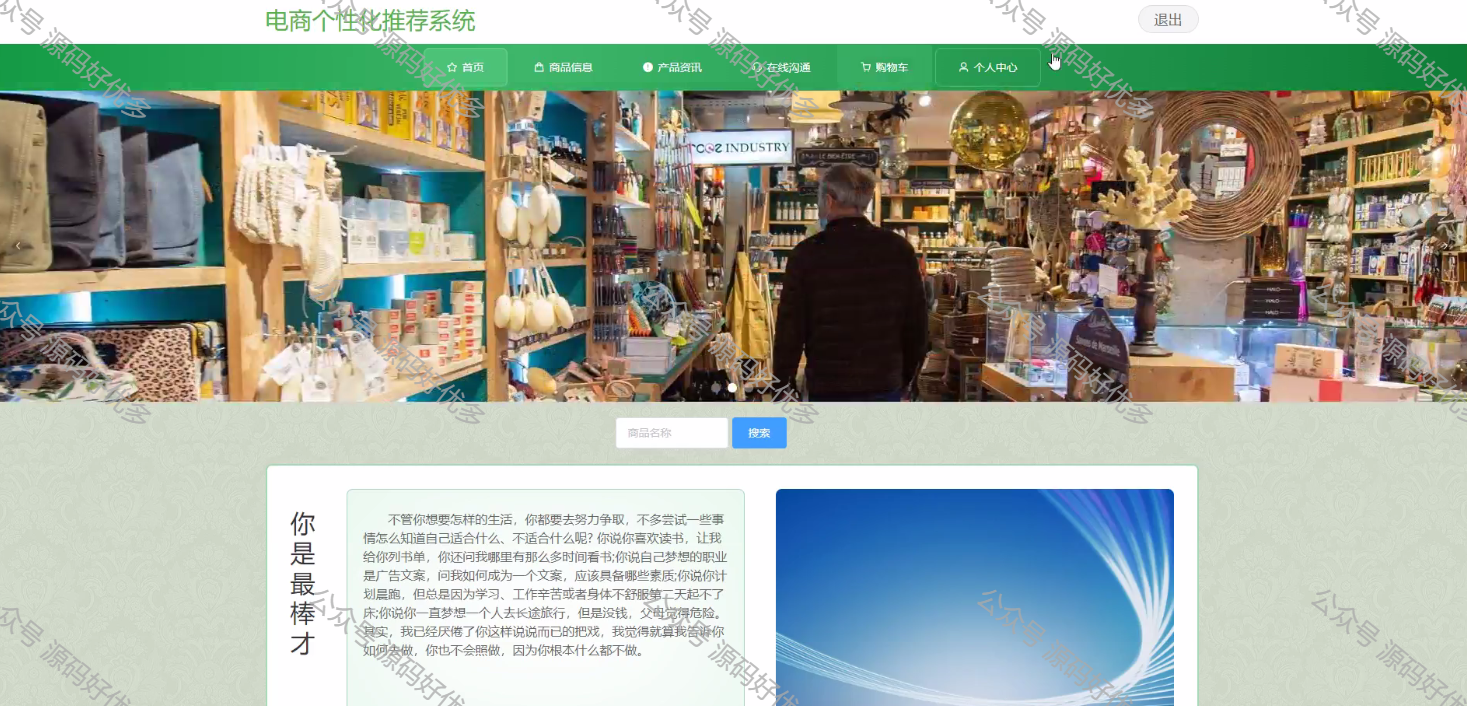 电商个性化推荐系统
退出
首页 商品信息 产品资讯 在线沟通 购物车 个人中心
INDUSTRY
LE BIEN ÊTRE
HALO
HALO
HALO
Savons de Marseille
商品名称 搜索
你是最棒才
不管你想要怎样的生活，你都要去努力争取，不多尝试一些事
情怎么知道自己适合什么、不适合什么呢? 你说你喜欢读书，让我
给你列书单，你还问我哪里有那么多时间看书;你说自己梦想的职业
是广告文案，问我如何成为一个文案，应该具备哪些素质;你说你计
划晨跑，但总是因为学习、工作辛苦或者身体不舒服第二天起不了
床;你说你一直梦想一个人去长途旅行，但是没钱，父母觉得危险。
其实，我已经厌倦了你这样说说而已的把戏，我觉得就算我告诉你
如何去做，你也不会照做，因为你根本什么都不做。
公众号 源码好优多